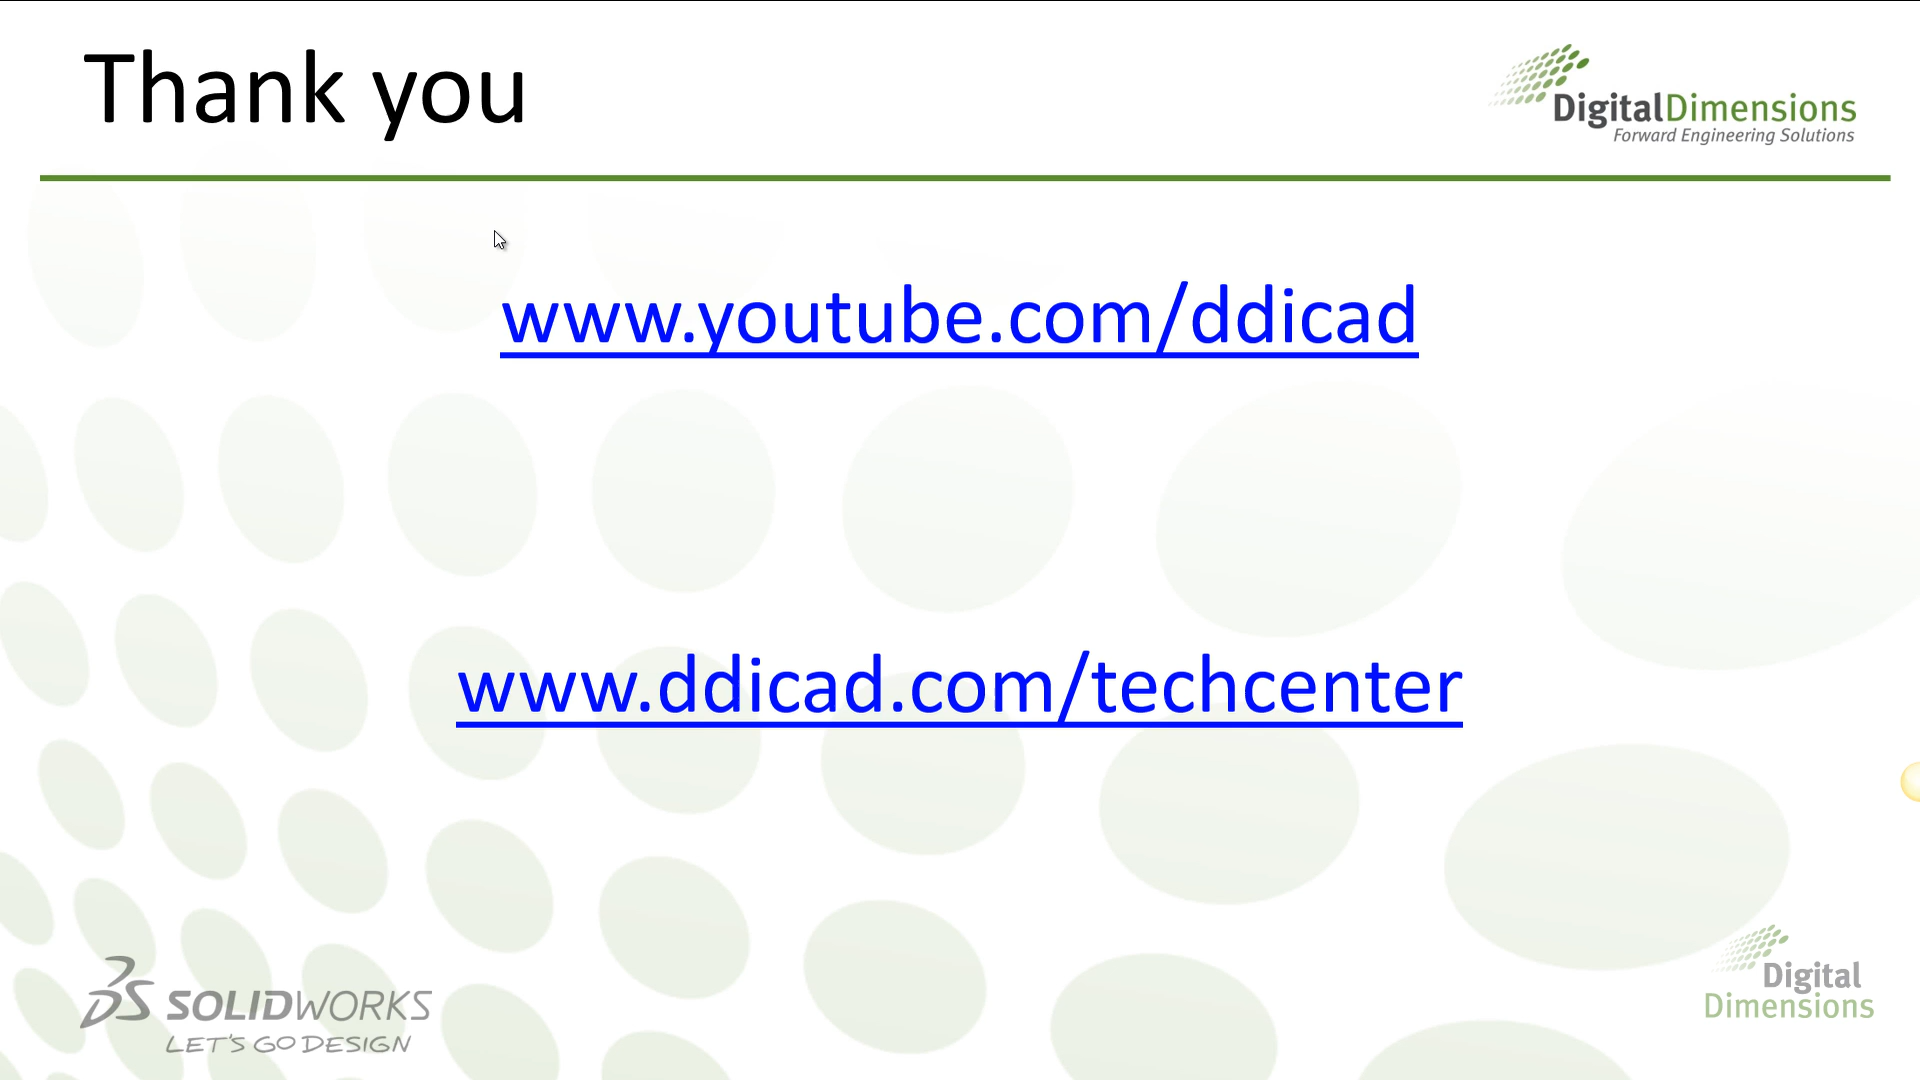 Thank you
DigitalDimensions
Forward Engineering Solutions
www.youtube.com/ddicad
www.ddicad.com/techcenter
SOLIDWORKS
LET'S GO DESIGN
Digital
Dimensions